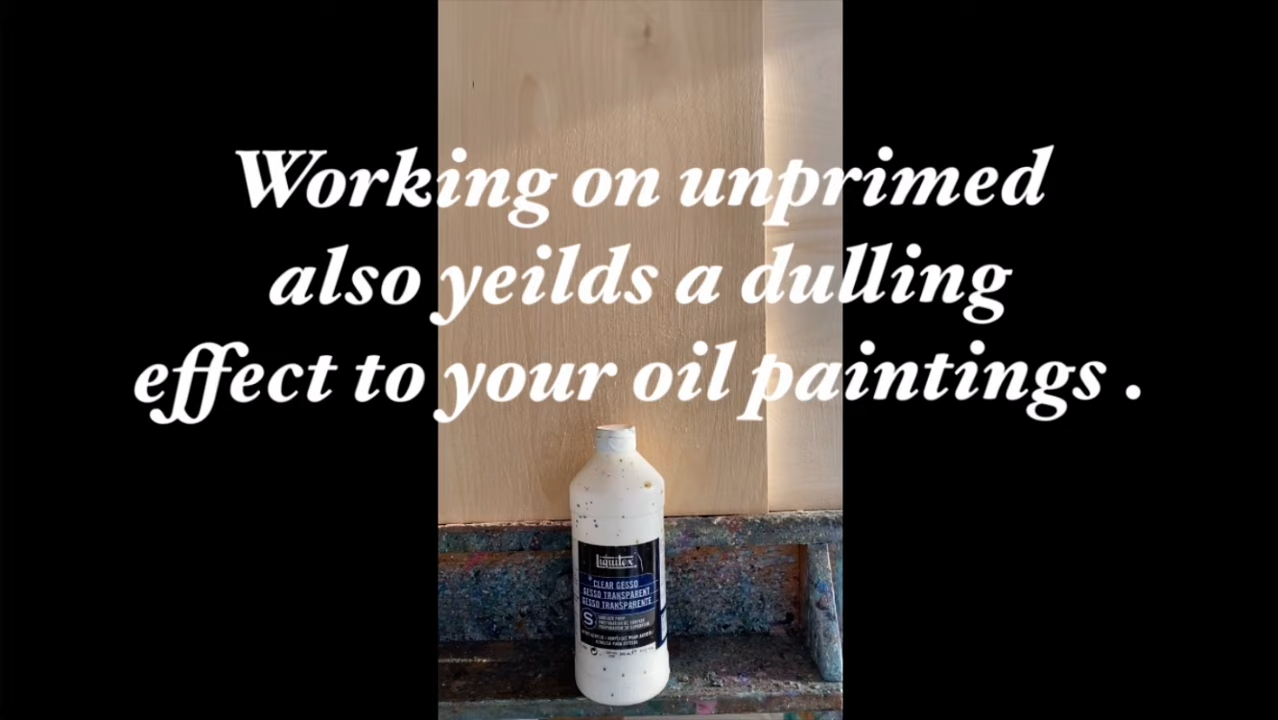 Working on unprimed
also yeilds a dulling
effect to your oil paintings .
Liquitex
CLEAR GESSO
GESSO TRANSPARENT
GESSO TRANSPARENTE
S